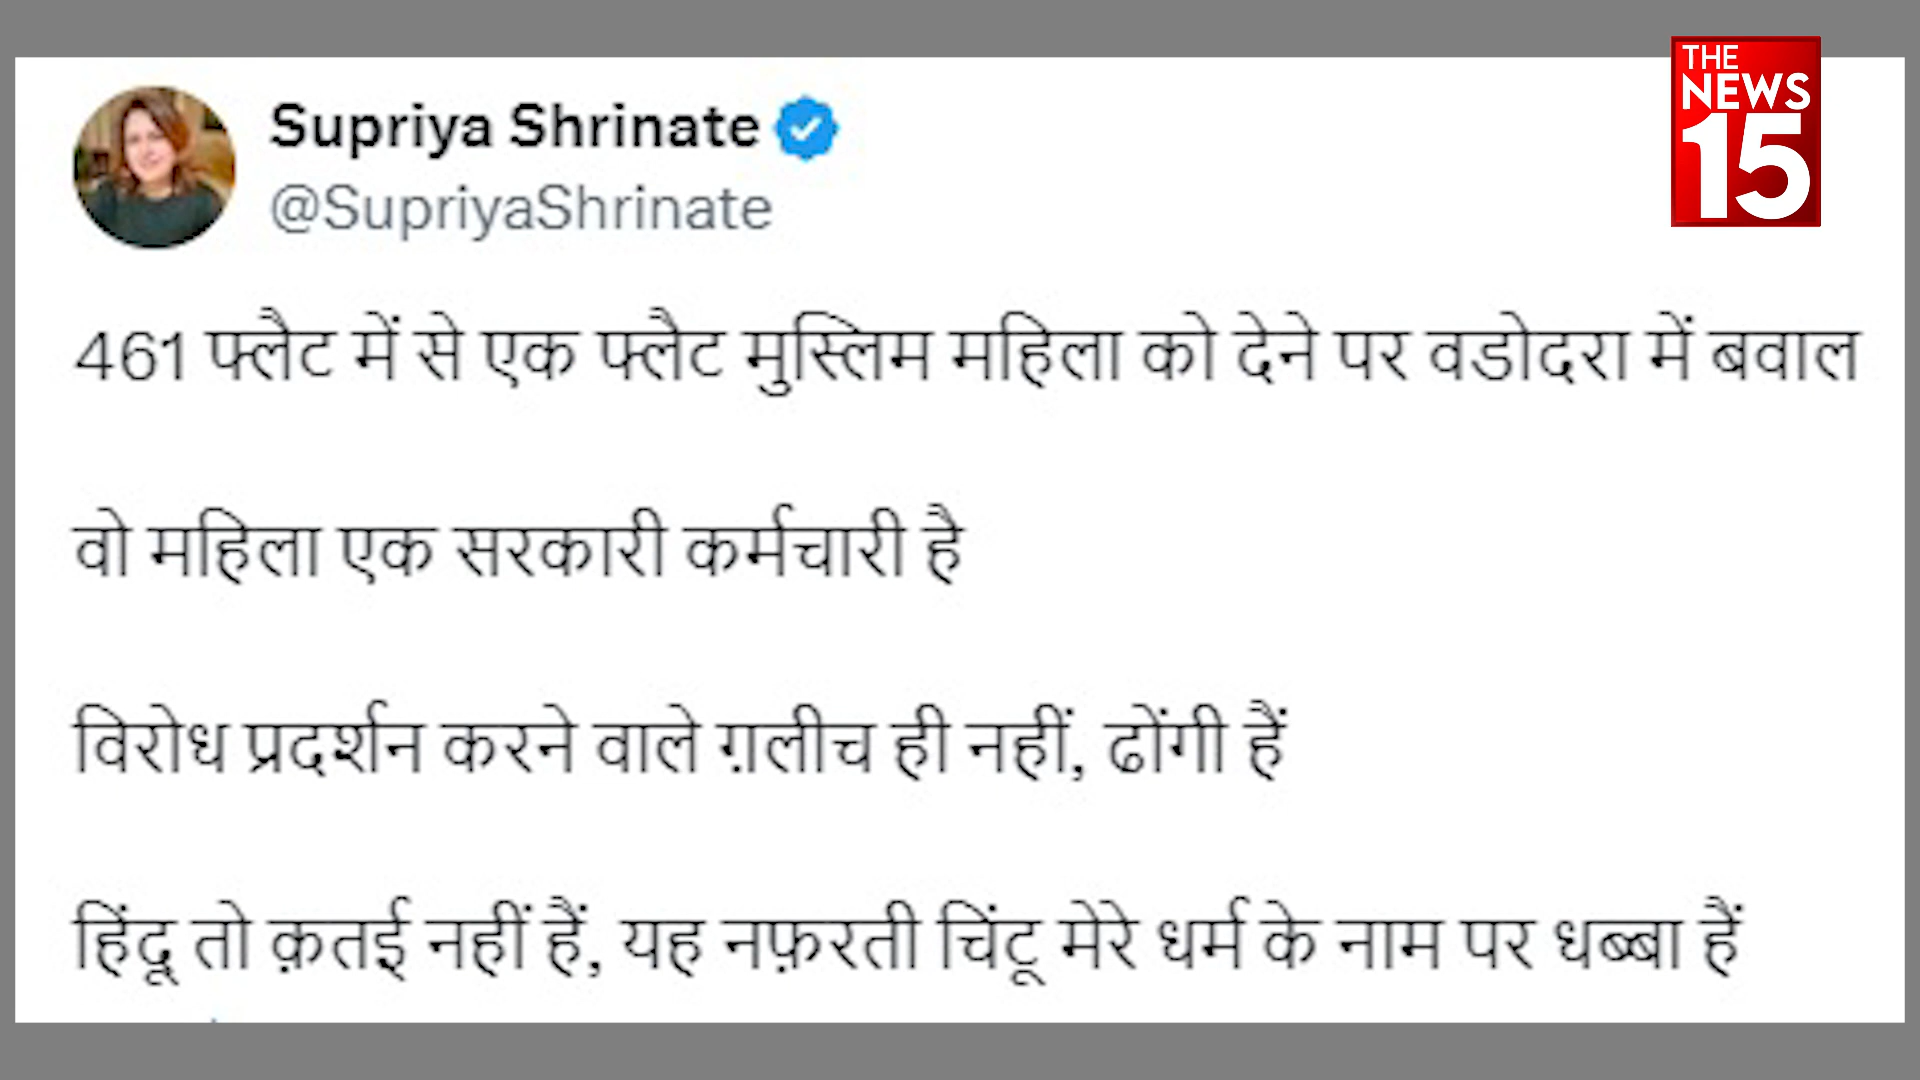 THE
NEWS
15
Supriya Shrinate
@SupriyaShrinate
461 फ्लैट में से एक फ्लैट मुस्लिम महिला को देने पर वडोदरा में बवाल
वो महिला एक सरकारी कर्मचारी है
विरोध प्रदर्शन करने वाले ग़लीच ही नहीं, ढोंगी हैं
हिंदू तो क़तई नहीं हैं, यह नफ़रती चिंटू मेरे धर्म के नाम पर धब्बा हैं